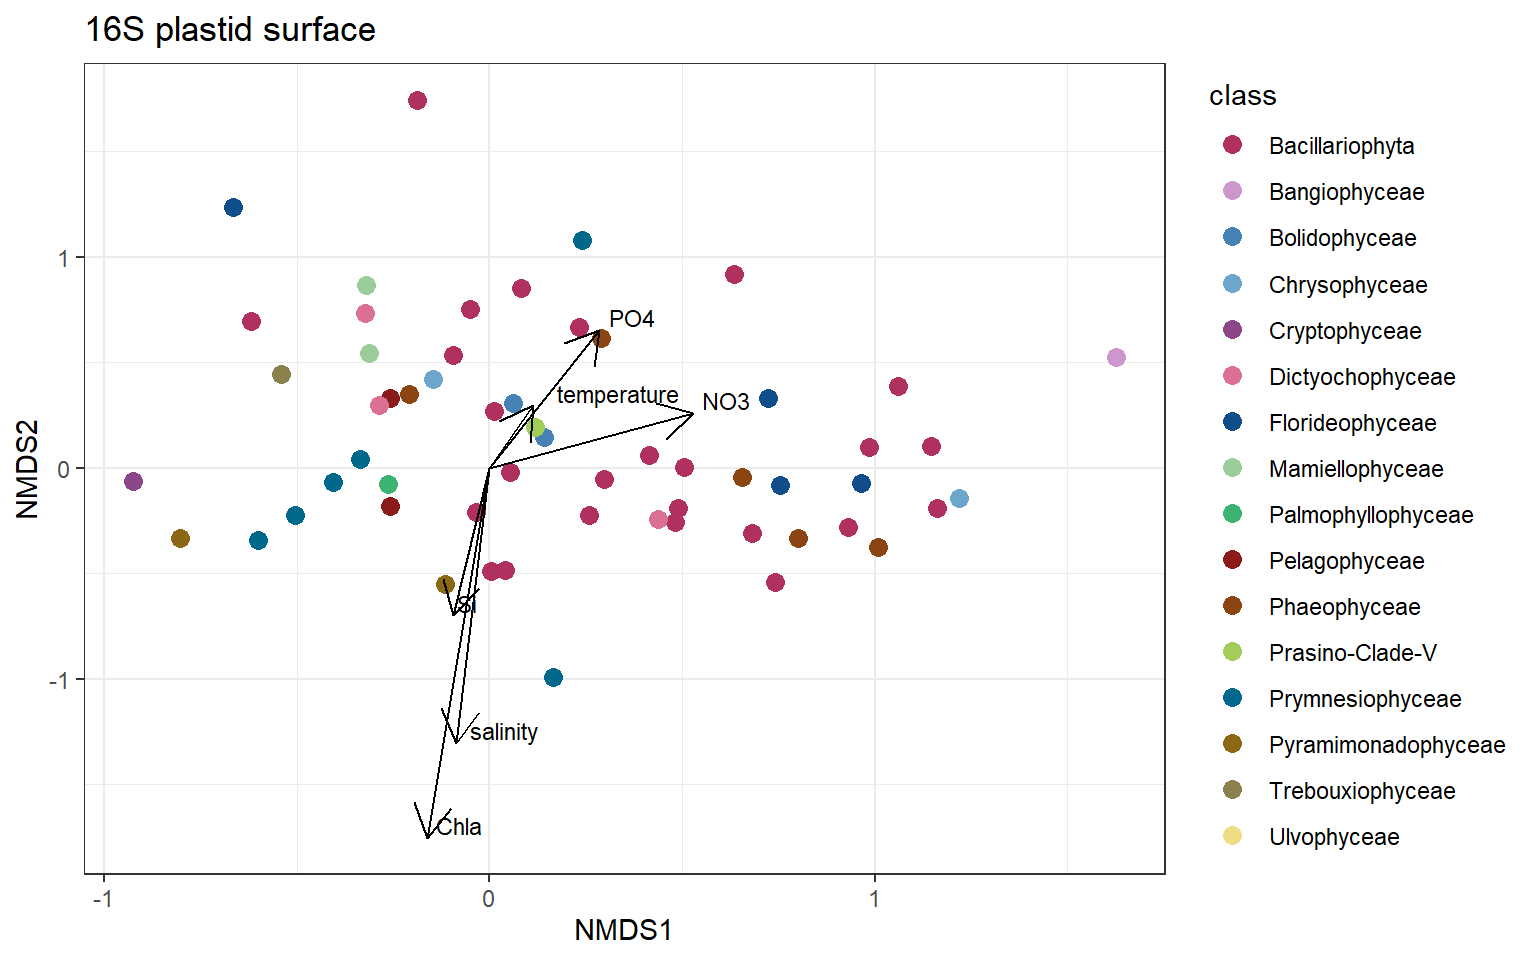 16S plastid surface
class
Bacillariophyta
Bangiophyceae
Bolidophyceae
Chrysophyceae
Cryptophyceae
Dictyochophyceae
Florideophyceae
Mamiellophyceae
Palmophyllophyceae
Pelagophyceae
Phaeophyceae
Prasino-Clade-V
Prymnesiophyceae
Pyramimonadophyceae
Trebouxiophyceae
Ulvophyceae
NMDS2
1
0
-1
PO4
temperature
NO3
Si
salinity
Chla
-1
0
1
NMDS1